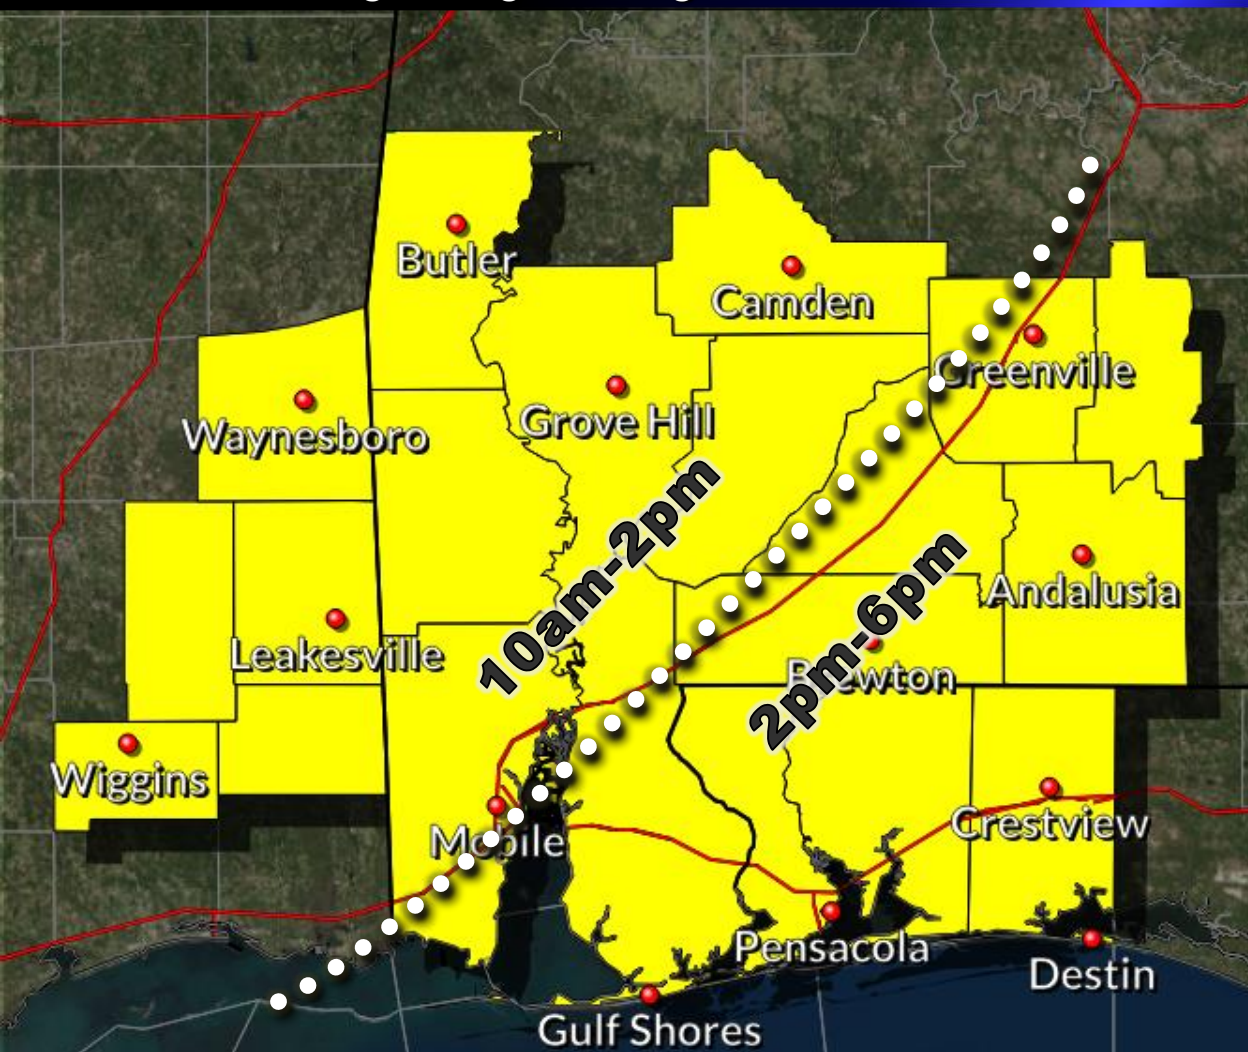 Butler
Camden
Greenville
Waynesboro
Grove Hill
10am-2pm
2pm-6pm
Andalusia
Leakesville
Brewton
Wiggins
Mobile
Crestview
Pensacola
Destin
Gulf Shores